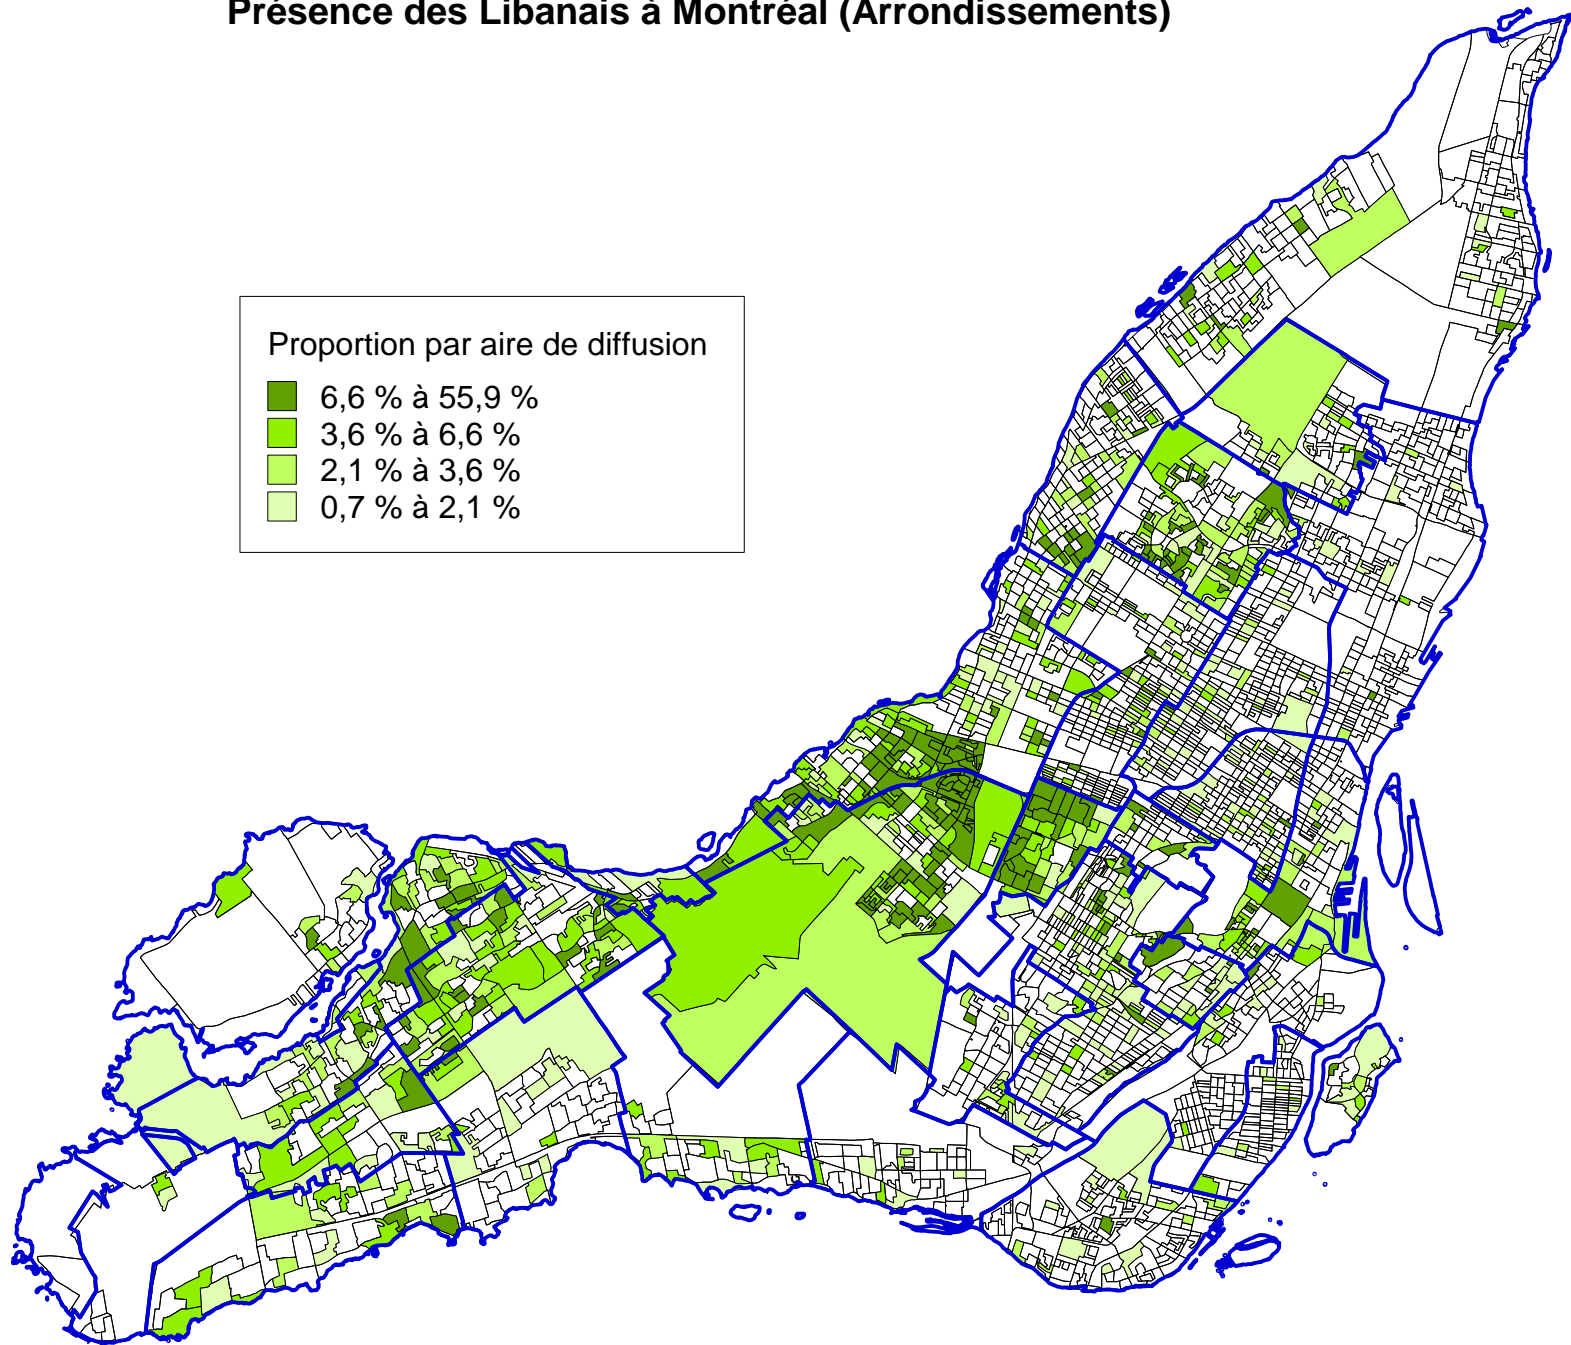 Présence des Libanais à Montréal (Arrondissements)
Proportion par aire de diffusion
6,6 % à 55,9 %
3,6 % à 6,6 %
2,1 % à 3,6 %
0,7 % à 2,1 %